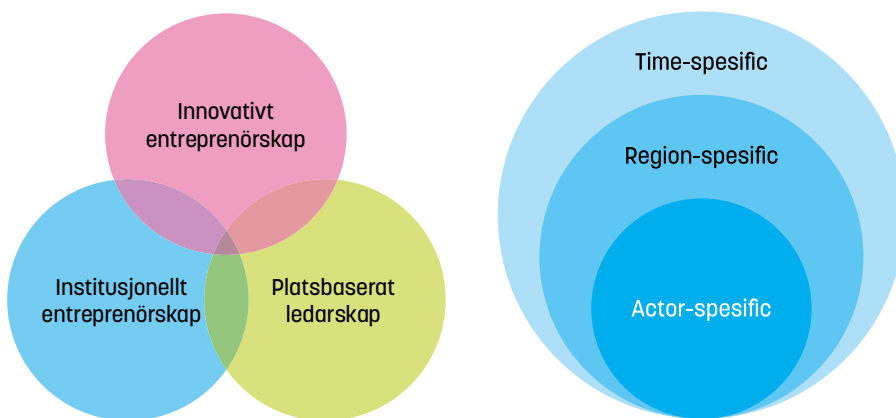 Innovativt
entreprenörskap
Institusjonellt
entreprenörskap
Platsbaserat
ledarskap
Time-spesific
Region-spesific
Actor-spesific